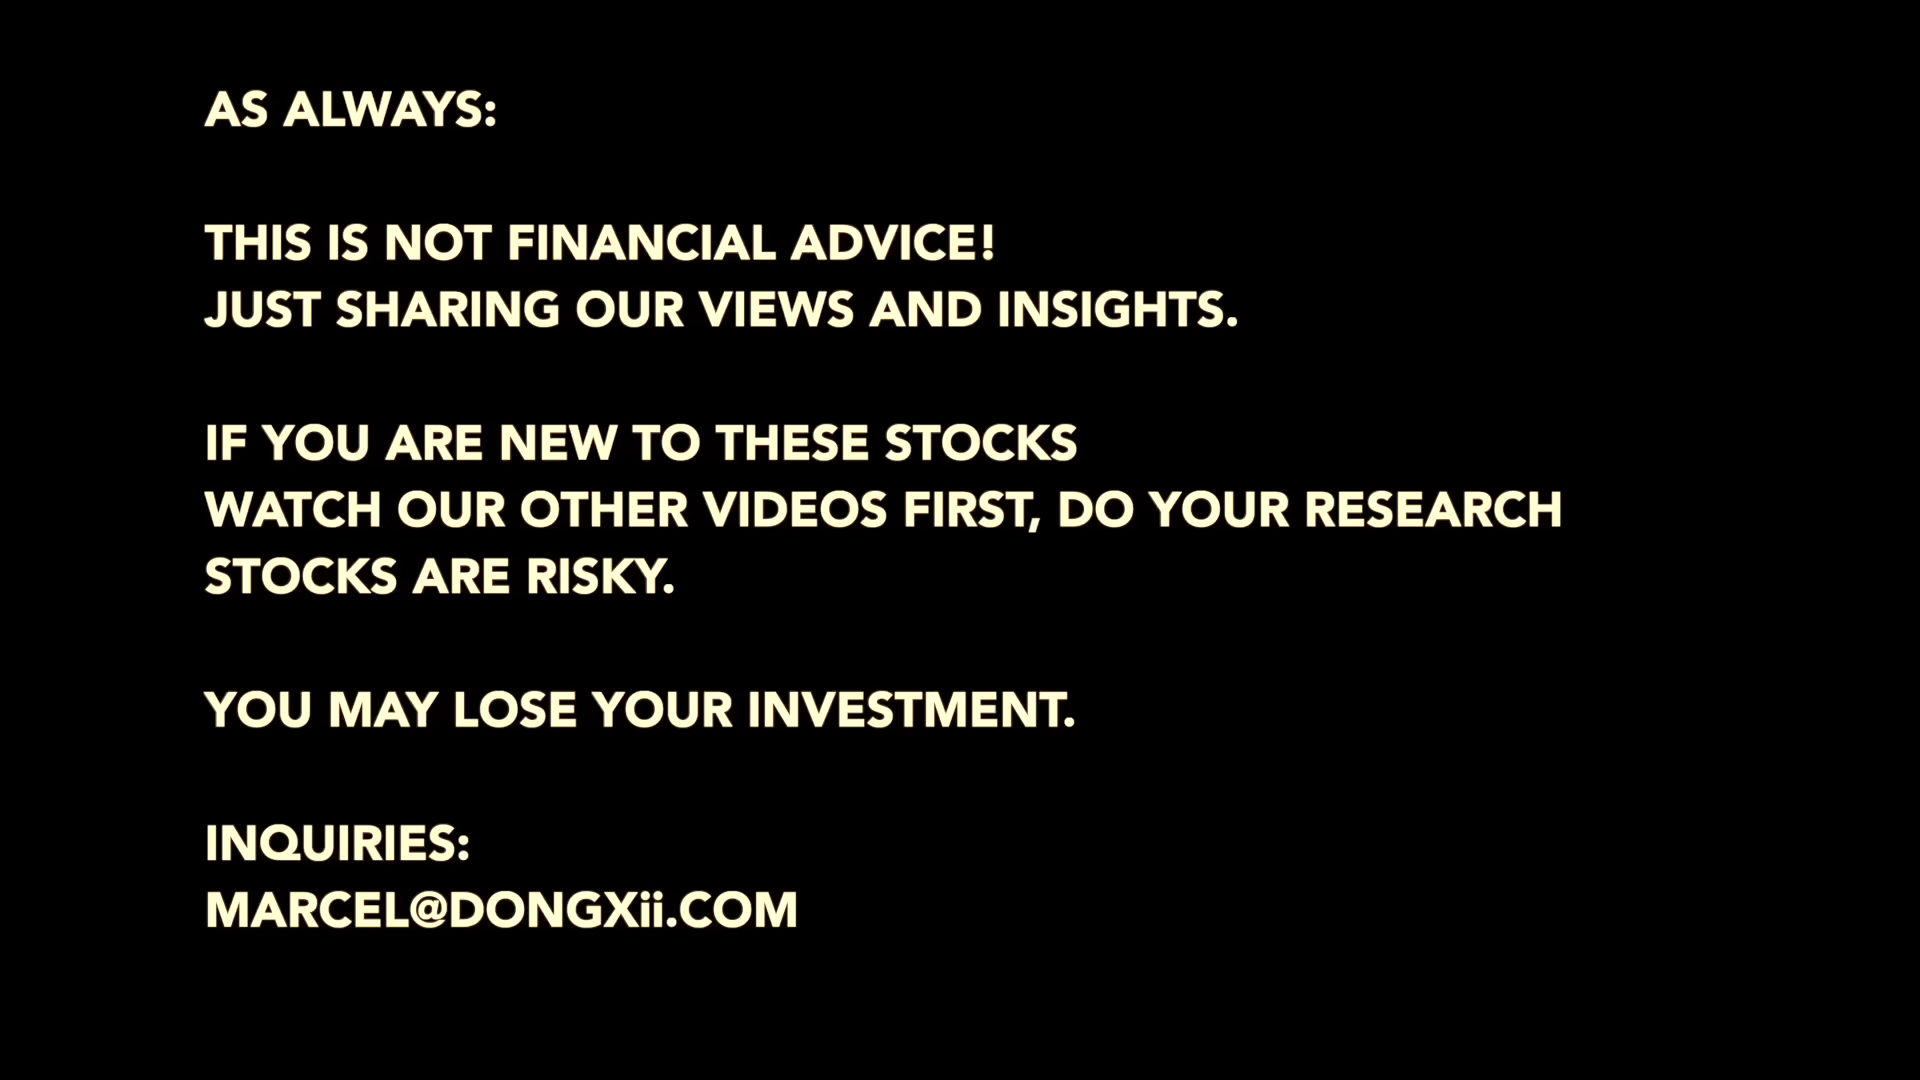 AS ALWAYS:
THIS IS NOT FINANCIAL ADVICE!
JUST SHARING OUR VIEWS AND INSIGHTS.
IF YOU ARE NEW TO THESE STOCKS
WATCH OUR OTHER VIDEOS FIRST, DO YOUR RESEARCH
STOCKS ARE RISKY.
YOU MAY LOSE YOUR INVESTMENT.
INQUIRIES:
MARCEL@DONGXii.COM